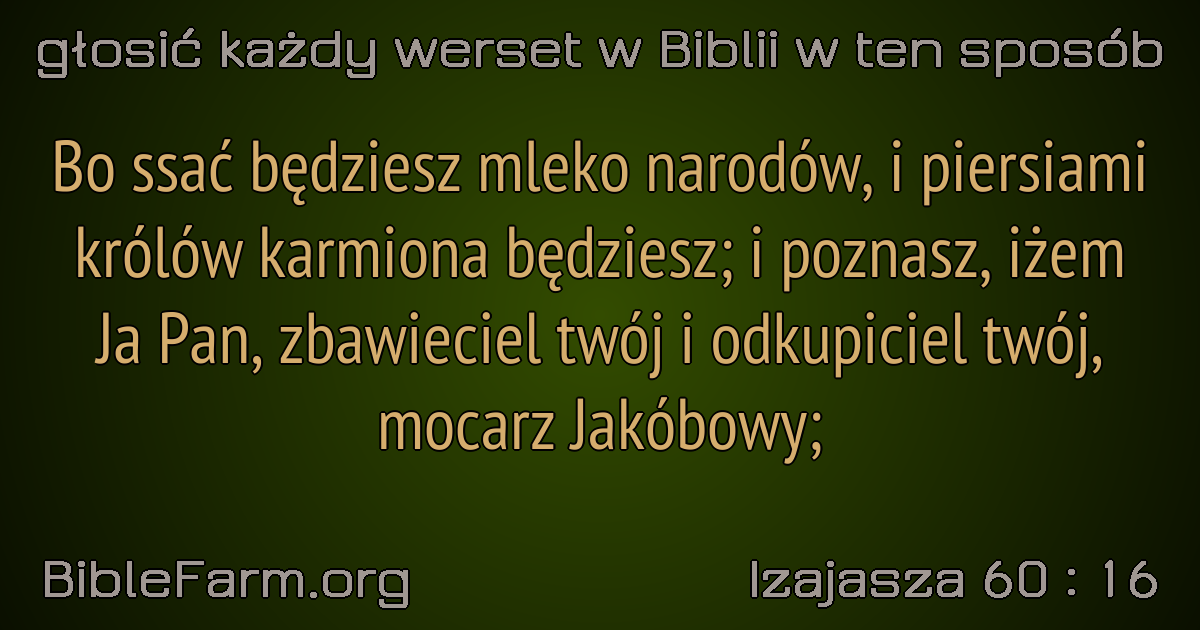 głosić każdy werset w Biblii w ten sposób
Bo ssać będziesz mleko narodów, i piersiami
królów karmiona będziesz; i poznasz, iżem
Ja Pan, zbawieciel twój i odkupiciel twój,
mocarz Jakóbowy;
BibleFarm.org
Izajasza 60 : 16